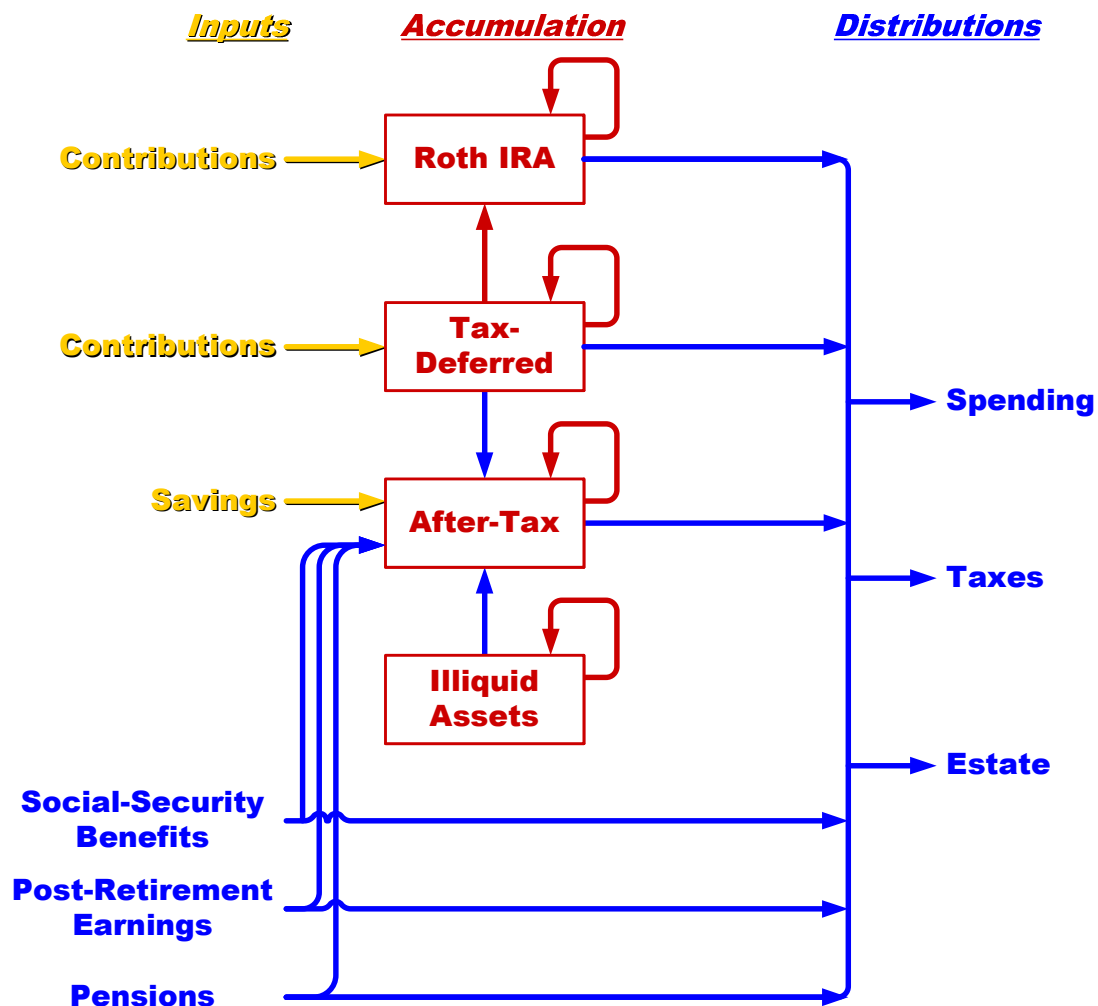 Inputs
Accumulation
Distributions
Contributions
Roth IRA
Contributions
Tax-
Deferred
Spending
Savings
After-Tax
Taxes
Illiquid
Assets
Estate
Social-Security
Benefits
Post-Retirement
Earnings
Pensions